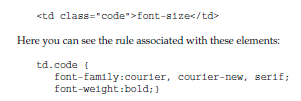 <td class="code">font-size</td>
Here you can see the rule associated with these elements:
td.code {
font-family:courier, courier-new, serif;
font-weight:bold;}